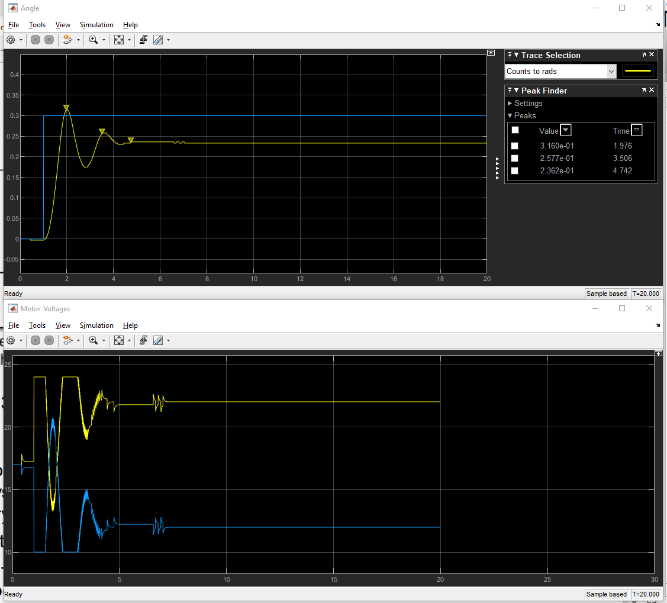 Angle
File Tools View Simulation Help
Trace Selection
Counts to rads
Peak Finder
Settings
Peaks
Value Time
3.160e-01 1.976
2.577e-01 3.506
2.362e-01 4.742
0.4
0.35
0.3
0.25
0.2
0.15
0.1
0.05
0
-0.05
0 2 4 6 8 10 12 14 16 18 20
Ready Sample based T=20.000
Motor Voltages
File Tools View Simulation Help
25
20
15
10
0 5 10 15 20 25 30
Ready Sample based T=20.000